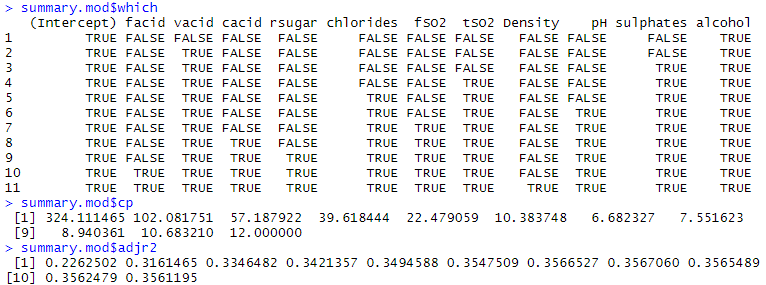 > summary.mod$which
   (Intercept) facid vacid cacid rsugar chlorides  fSO2  tSO2 Density    pH sulphates alcohol
1         TRUE FALSE FALSE FALSE  FALSE     FALSE FALSE FALSE   FALSE FALSE     FALSE    TRUE
2         TRUE FALSE  TRUE FALSE  FALSE     FALSE FALSE FALSE   FALSE FALSE     FALSE    TRUE
3         TRUE FALSE  TRUE FALSE  FALSE     FALSE FALSE FALSE   FALSE FALSE      TRUE    TRUE
4         TRUE FALSE  TRUE FALSE  FALSE     FALSE FALSE  TRUE   FALSE FALSE      TRUE    TRUE
5         TRUE FALSE  TRUE FALSE  FALSE      TRUE FALSE  TRUE   FALSE FALSE      TRUE    TRUE
6         TRUE FALSE  TRUE FALSE  FALSE      TRUE FALSE  TRUE   FALSE  TRUE      TRUE    TRUE
7         TRUE FALSE  TRUE FALSE  FALSE      TRUE  TRUE  TRUE   FALSE  TRUE      TRUE    TRUE
8         TRUE FALSE  TRUE  TRUE  FALSE      TRUE  TRUE  TRUE   FALSE  TRUE      TRUE    TRUE
9         TRUE FALSE  TRUE  TRUE   TRUE      TRUE  TRUE  TRUE   FALSE  TRUE      TRUE    TRUE
10        TRUE  TRUE  TRUE  TRUE   TRUE      TRUE  TRUE  TRUE   FALSE  TRUE      TRUE    TRUE
11        TRUE  TRUE  TRUE  TRUE   TRUE      TRUE  TRUE  TRUE    TRUE  TRUE      TRUE    TRUE
> summary.mod$cp
 [1] 324.111465 102.081751  57.187922  39.618444  22.479059  10.383748   6.682327   7.551623
 [9]   8.940361  10.683210  12.000000
> summary.mod$adjr2
 [1] 0.2262502 0.3161465 0.3346482 0.3421357 0.3494588 0.3547509 0.3566527 0.3567060 0.3565489
[10] 0.3562479 0.3561195